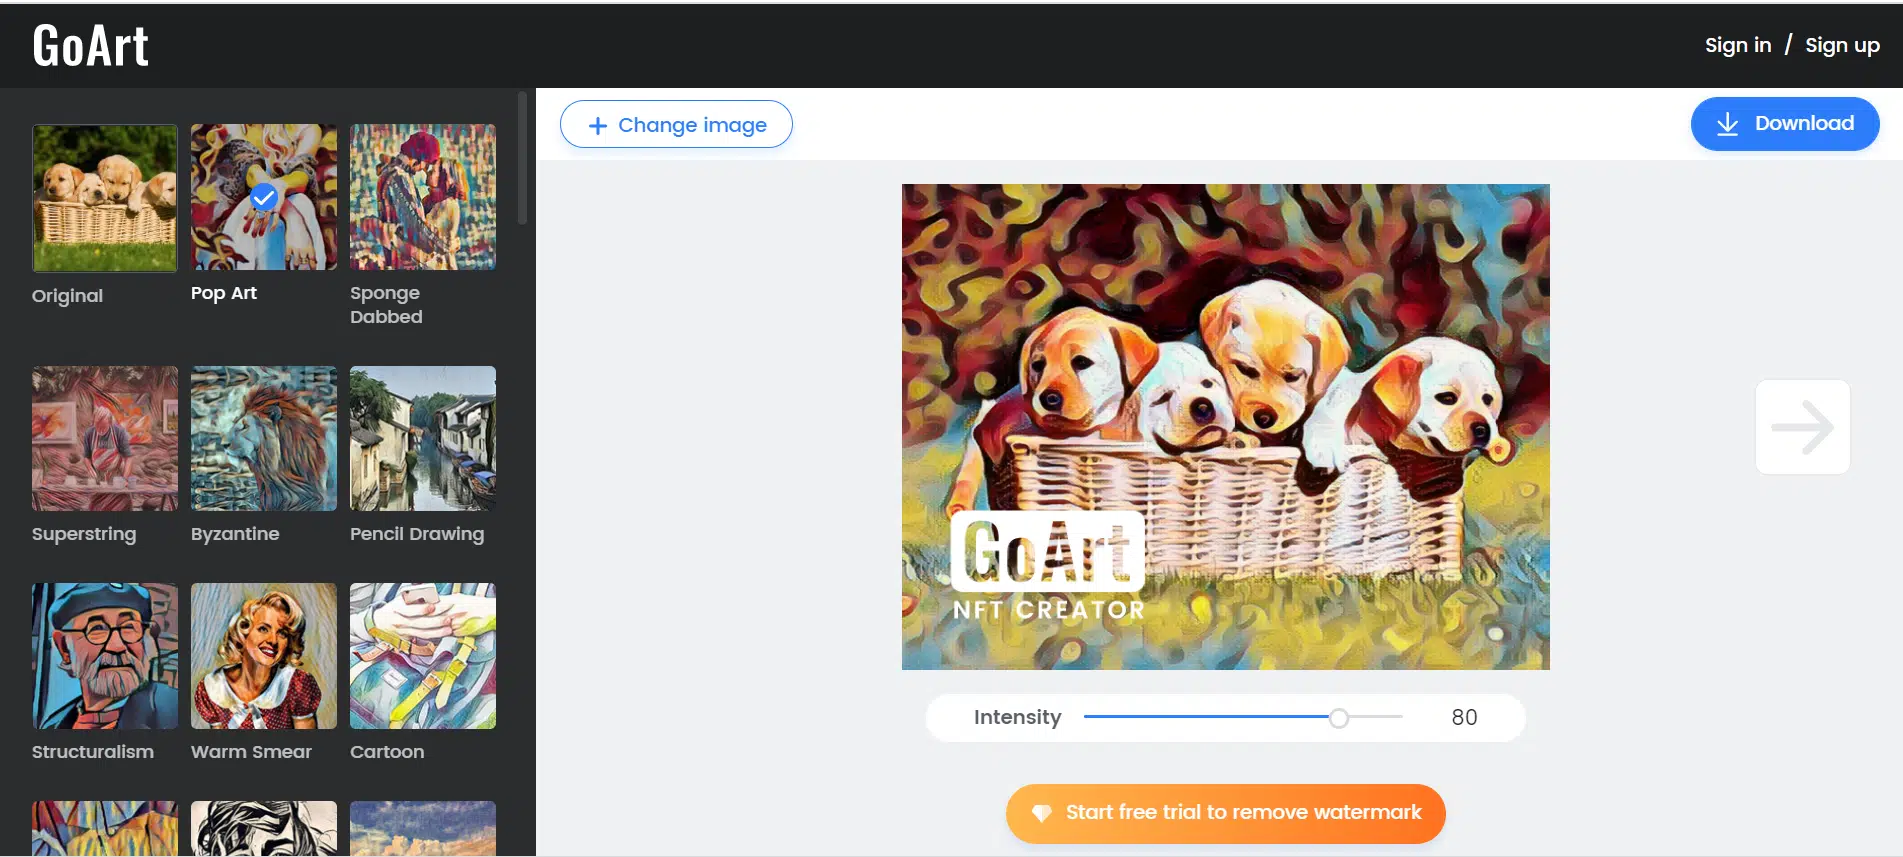 GoArt
Sign in / Sign up
Change image
Download
Original
Pop Art
Sponge
Dabbed
Superstring
Byzantine
Pencil Drawing
Structuralism
Warm Smear
Cartoon
GoArt
NFT CREATOR
Intensity 80
Start free trial to remove watermark